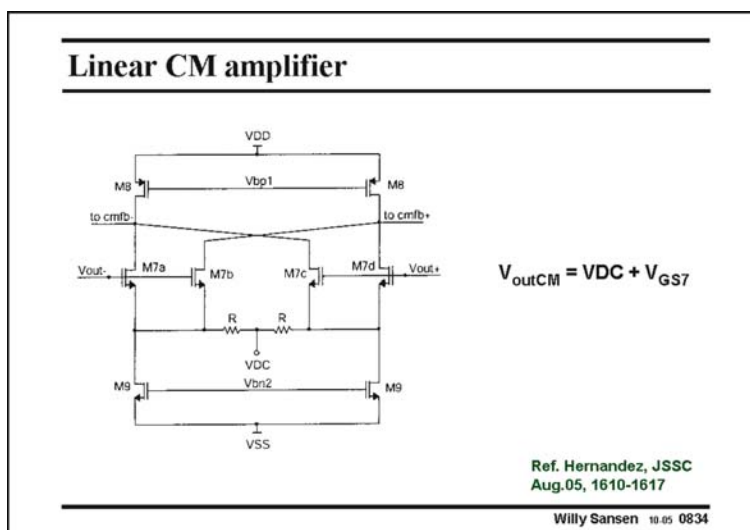 Linear CM amplifier
VDD
M8 Vbp1 M8
to cmfb- to cmfb+
Vout- M7a M7b M7c M7d Vout+
R R
VDC
M9 Vbn2 M9
VSS
VoutCM = VDC + VGS7
Ref. Hernandez, JSSC
Aug.05, 1610-1617
Willy Sansen 10-05 0834